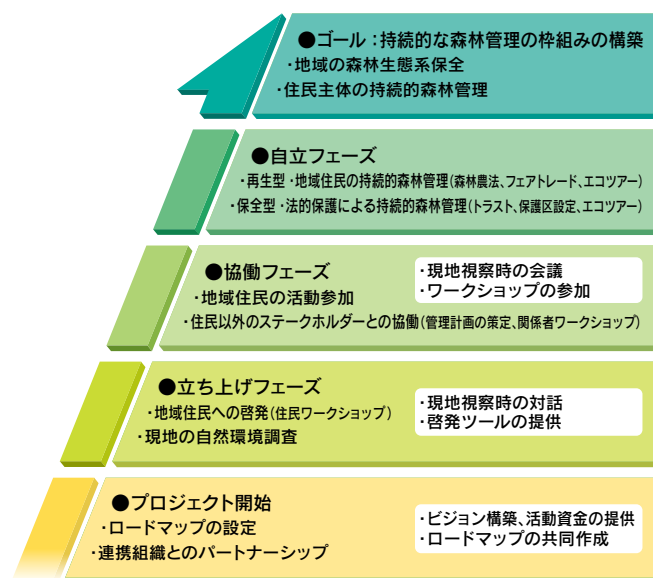 ●ゴール：持続的な森林管理の枠組みの構築
・地域の森林生態系保全
・住民主体の持続的森林管理
●自立フェーズ
・再生型・地域住民の持続的森林管理(森林農法、フェアトレード、エコツアー)
・保全型・法的保護による持続的森林管理(トラスト、保護区設定、エコツアー)
●協働フェーズ
・地域住民の活動参加
・住民以外のステークホルダーとの協働(管理計画の策定、関係者ワークショップ)
・現地視察時の会議
・ワークショップの参加
●立ち上げフェーズ
・地域住民への啓発(住民ワークショップ)
・現地の自然環境調査
・現地視察時の対話
・啓発ツールの提供
●プロジェクト開始
・ロードマップの設定
・連携組織とのパートナーシップ
・ビジョン構築、活動資金の提供
・ロードマップの共同作成